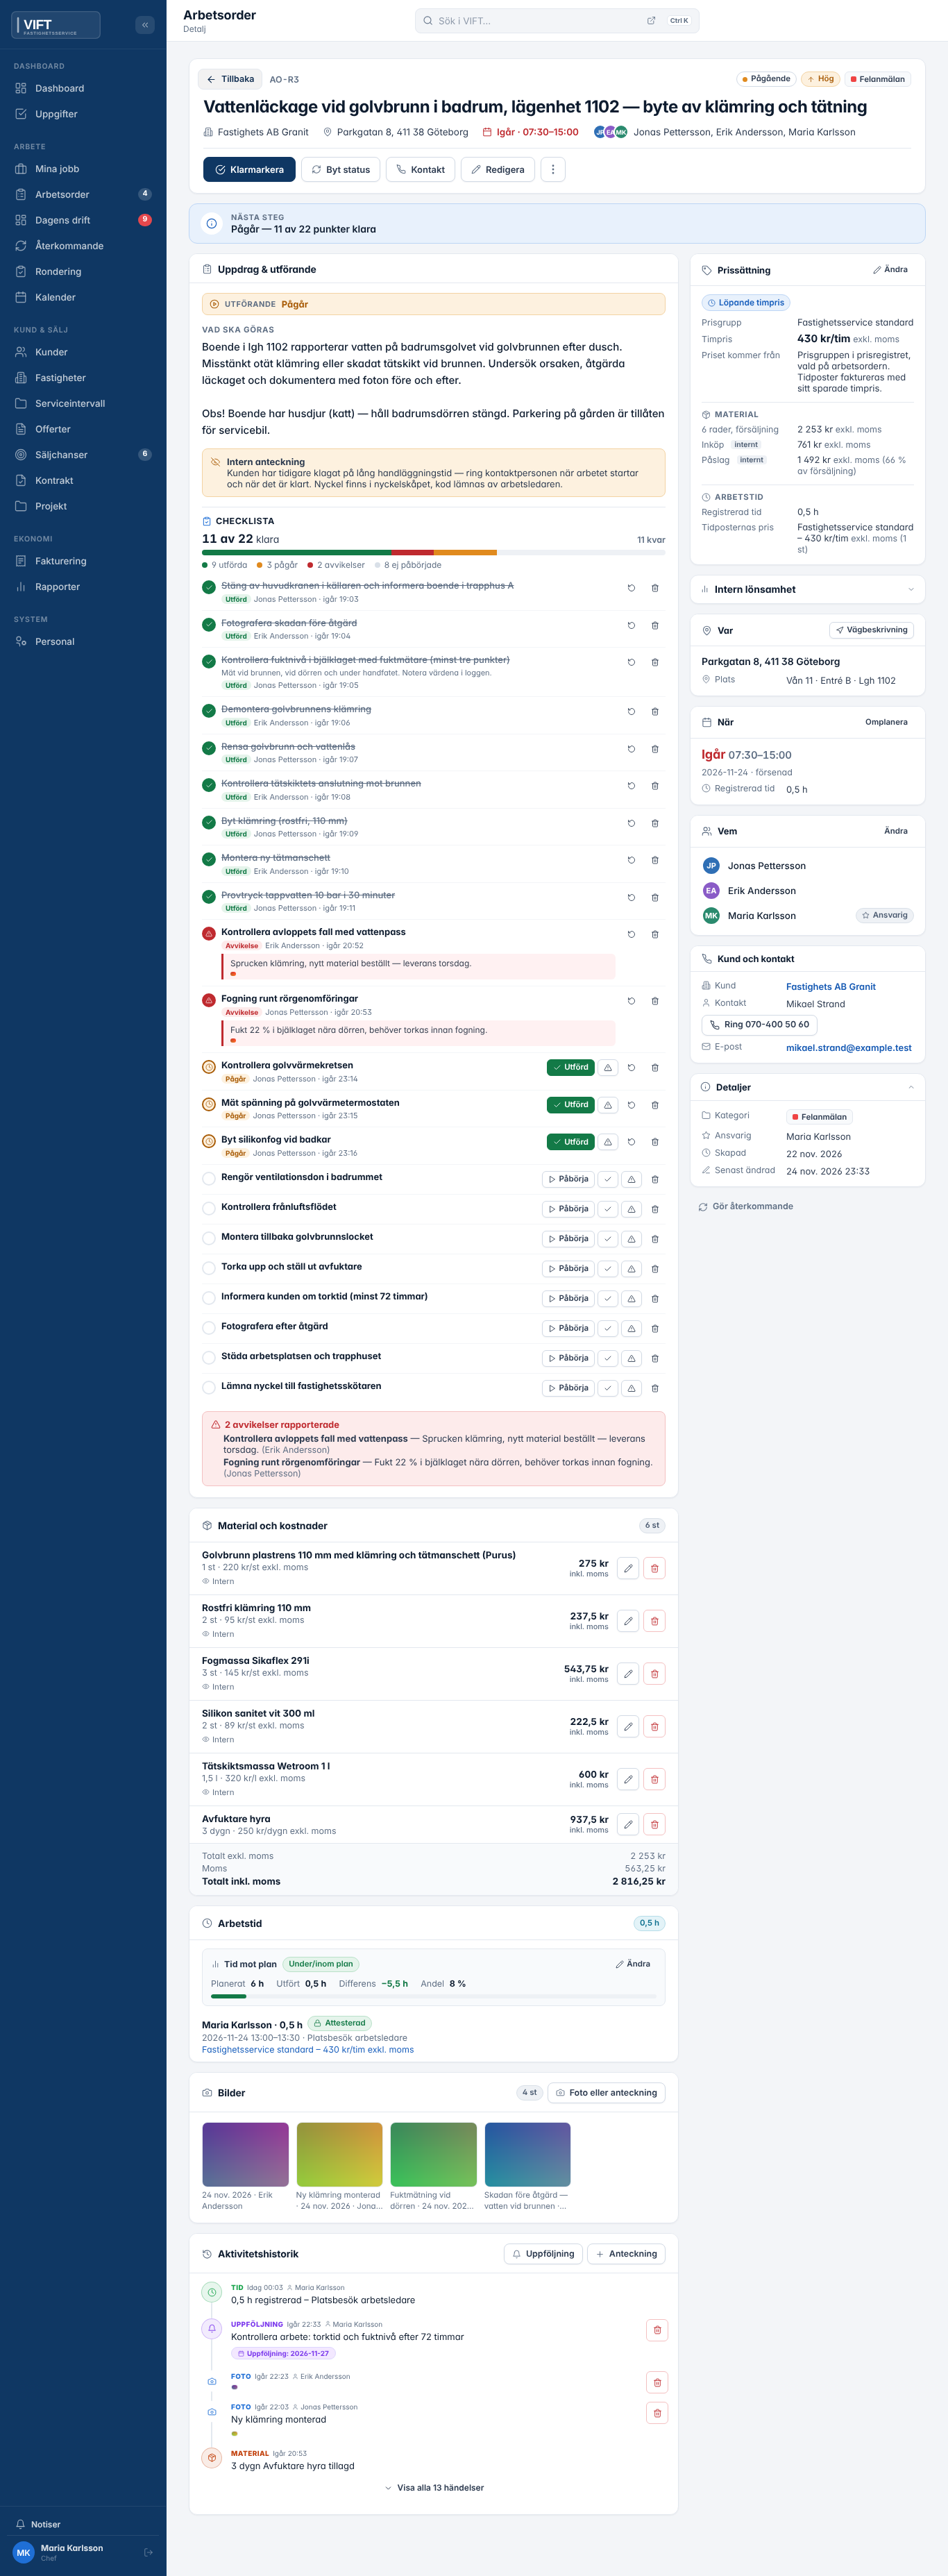 VIFT
FASTIGHETSSERVICE
DASHBOARD
Dashboard
Uppgifter
ARBETE
Mina jobb
Arbetsorder 4
Dagens drift 9
Återkommande
Rondering
Kalender
KUND & SÄLJ
Kunder
Fastigheter
Serviceintervall
Offerter
Säljchanser 6
Kontrakt
Projekt
EKONOMI
Fakturering
Rapporter
SYSTEM
Personal
Notiser
MK Maria Karlsson
Chef
Arbetsorder
Detalj
Sök i VIFT... Ctrl K
Tillbaka AO-R3 Pågående Hög Felanmälan
Vattenläckage vid golvbrunn i badrum, lägenhet 1102 — byte av klämring och tätning
Fastighets AB Granit Parkgatan 8, 411 38 Göteborg Igår · 07:30–15:00 JP EA MK Jonas Pettersson, Erik Andersson, Maria Karlsson
Klarmarkera Byt status Kontakt Redigera
NÄSTA STEG
Pågår — 11 av 22 punkter klara
Uppdrag & utförande
UTFÖRANDE Pågår
VAD SKA GÖRAS
Boende i lgh 1102 rapporterar vatten på badrumsgolvet vid golvbrunnen efter dusch.
Misstänkt otät klämring eller skadat tätskikt vid brunnen. Undersök orsaken, åtgärda
läckaget och dokumentera med foton före och efter.
Obs! Boende har husdjur (katt) — håll badrumsdörren stängd. Parkering på gården är tillåten
för servicebil.
Intern anteckning
Kunden har tidigare klagat på lång handläggningstid — ring kontaktpersonen när arbetet startar
och när det är klart. Nyckel finns i nyckelskåpet, kod lämnas av arbetsledaren.
CHECKLISTA
11 av 22 klara 11 kvar
9 utförda 3 pågår 2 avvikelser 8 ej påbörjade
Stäng av huvudkranen i källaren och informera boende i trapphus A
Utförd Jonas Pettersson · igår 19:03
Fotografera skadan före åtgärd
Utförd Erik Andersson · igår 19:04
Kontrollera fuktnivå i bjälklaget med fuktmätare (minst tre punkter)
Mät vid brunnen, vid dörren och under handfatet. Notera värdena i loggen.
Utförd Jonas Pettersson · igår 19:05
Demontera golvbrunnens klämring
Utförd Erik Andersson · igår 19:06
Rensa golvbrunn och vattenlås
Utförd Jonas Pettersson · igår 19:07
Kontrollera tätskiktets anslutning mot brunnen
Utförd Erik Andersson · igår 19:08
Byt klämring (rostfri, 110 mm)
Utförd Jonas Pettersson · igår 19:09
Montera ny tätmanschett
Utförd Erik Andersson · igår 19:10
Provtryck tappvatten 10 bar i 30 minuter
Utförd Jonas Pettersson · igår 19:11
Kontrollera avloppets fall med vattenpass
Avvikelse Erik Andersson · igår 20:52
Sprucken klämring, nytt material beställt — leverans torsdag.
Fogning runt rörgenomföringar
Avvikelse Jonas Pettersson · igår 20:53
Fukt 22 % i bjälklaget nära dörren, behöver torkas innan fogning.
Kontrollera golvvärmekretsen Utförd
Pågår Jonas Pettersson · igår 23:14
Mät spänning på golvvärmetermostaten Utförd
Pågår Jonas Pettersson · igår 23:15
Byt silikonfog vid badkar Utförd
Pågår Jonas Pettersson · igår 23:16
Rengör ventilationsdon i badrummet Påbörja
Kontrollera frånluftsflödet Påbörja
Montera tillbaka golvbrunnslocket Påbörja
Torka upp och ställ ut avfuktare Påbörja
Informera kunden om torktid (minst 72 timmar) Påbörja
Fotografera efter åtgärd Påbörja
Städa arbetsplatsen och trapphuset Påbörja
Lämna nyckel till fastighetsskötaren Påbörja
2 avvikelser rapporterade
Kontrollera avloppets fall med vattenpass — Sprucken klämring, nytt material beställt — leverans
torsdag. (Erik Andersson)
Fogning runt rörgenomföringar — Fukt 22 % i bjälklaget nära dörren, behöver torkas innan fogning.
(Jonas Pettersson)
Material och kostnader 6 st
Golvbrunn plastrens 110 mm med klämring och tätmanschett (Purus) 275 kr
1 st · 220 kr/st exkl. moms inkl. moms
Intern
Rostfri klämring 110 mm 237,5 kr
2 st · 95 kr/st exkl. moms inkl. moms
Intern
Fogmassa Sikaflex 291i 543,75 kr
3 st · 145 kr/st exkl. moms inkl. moms
Intern
Silikon sanitet vit 300 ml 222,5 kr
2 st · 89 kr/st exkl. moms inkl. moms
Intern
Tätskiktsmassa Wetroom 1 l 600 kr
1,5 l · 320 kr/l exkl. moms inkl. moms
Intern
Avfuktare hyra 937,5 kr
3 dygn · 250 kr/dygn exkl. moms inkl. moms
Totalt exkl. moms 2 253 kr
Moms 563,25 kr
Totalt inkl. moms 2 816,25 kr
Arbetstid 0,5 h
Tid mot plan Under/inom plan Ändra
Planerat 6 h Utfört 0,5 h Differens −5,5 h Andel 8 %
Maria Karlsson · 0,5 h Attesterad
2026-11-24 13:00–13:30 · Platsbesök arbetsledare
Fastighetsservice standard – 430 kr/tim exkl. moms
Bilder 4 st Foto eller anteckning
24 nov. 2026 · Erik
Andersson
Ny klämring monterad
· 24 nov. 2026 · Jona...
Fuktmätning vid
dörren · 24 nov. 202...
Skadan före åtgärd —
vatten vid brunnen ·...
Aktivitetshistorik Uppföljning Anteckning
TID Idag 00:03 Maria Karlsson
0,5 h registrerad – Platsbesök arbetsledare
UPPFÖLJNING Igår 22:33 Maria Karlsson
Kontrollera arbete: torktid och fuktnivå efter 72 timmar
Uppföljning: 2026-11-27
FOTO Igår 22:23 Erik Andersson
FOTO Igår 22:03 Jonas Pettersson
Ny klämring monterad
MATERIAL Igår 20:53
3 dygn Avfuktare hyra tillagd
Visa alla 13 händelser
Prissättning Ändra
Löpande timpris
Prisgrupp Fastighetsservice standard
Timpris 430 kr/tim exkl. moms
Priset kommer från Prisgruppen i prisregistret,
vald på arbetsordern.
Tidposter faktureras med
sitt sparade timpris.
MATERIAL
6 rader, försäljning 2 253 kr exkl. moms
Inköp internt 761 kr exkl. moms
Påslag internt 1 492 kr exkl. moms (66 %
av försäljning)
ARBETSTID
Registrerad tid 0,5 h
Tidposternas pris Fastighetsservice standard
– 430 kr/tim exkl. moms (1
st)
Intern lönsamhet
Var Vägbeskrivning
Parkgatan 8, 411 38 Göteborg
Plats Vån 11 · Entré B · Lgh 1102
När Omplanera
Igår 07:30–15:00
2026-11-24 · försenad
Registrerad tid 0,5 h
Vem Ändra
JP Jonas Pettersson
EA Erik Andersson
MK Maria Karlsson Ansvarig
Kund och kontakt
Kund Fastighets AB Granit
Kontakt Mikael Strand
Ring 070-400 50 60
E-post mikael.strand@example.test
Detaljer
Kategori Felanmälan
Ansvarig Maria Karlsson
Skapad 22 nov. 2026
Senast ändrad 24 nov. 2026 23:33
Gör återkommande